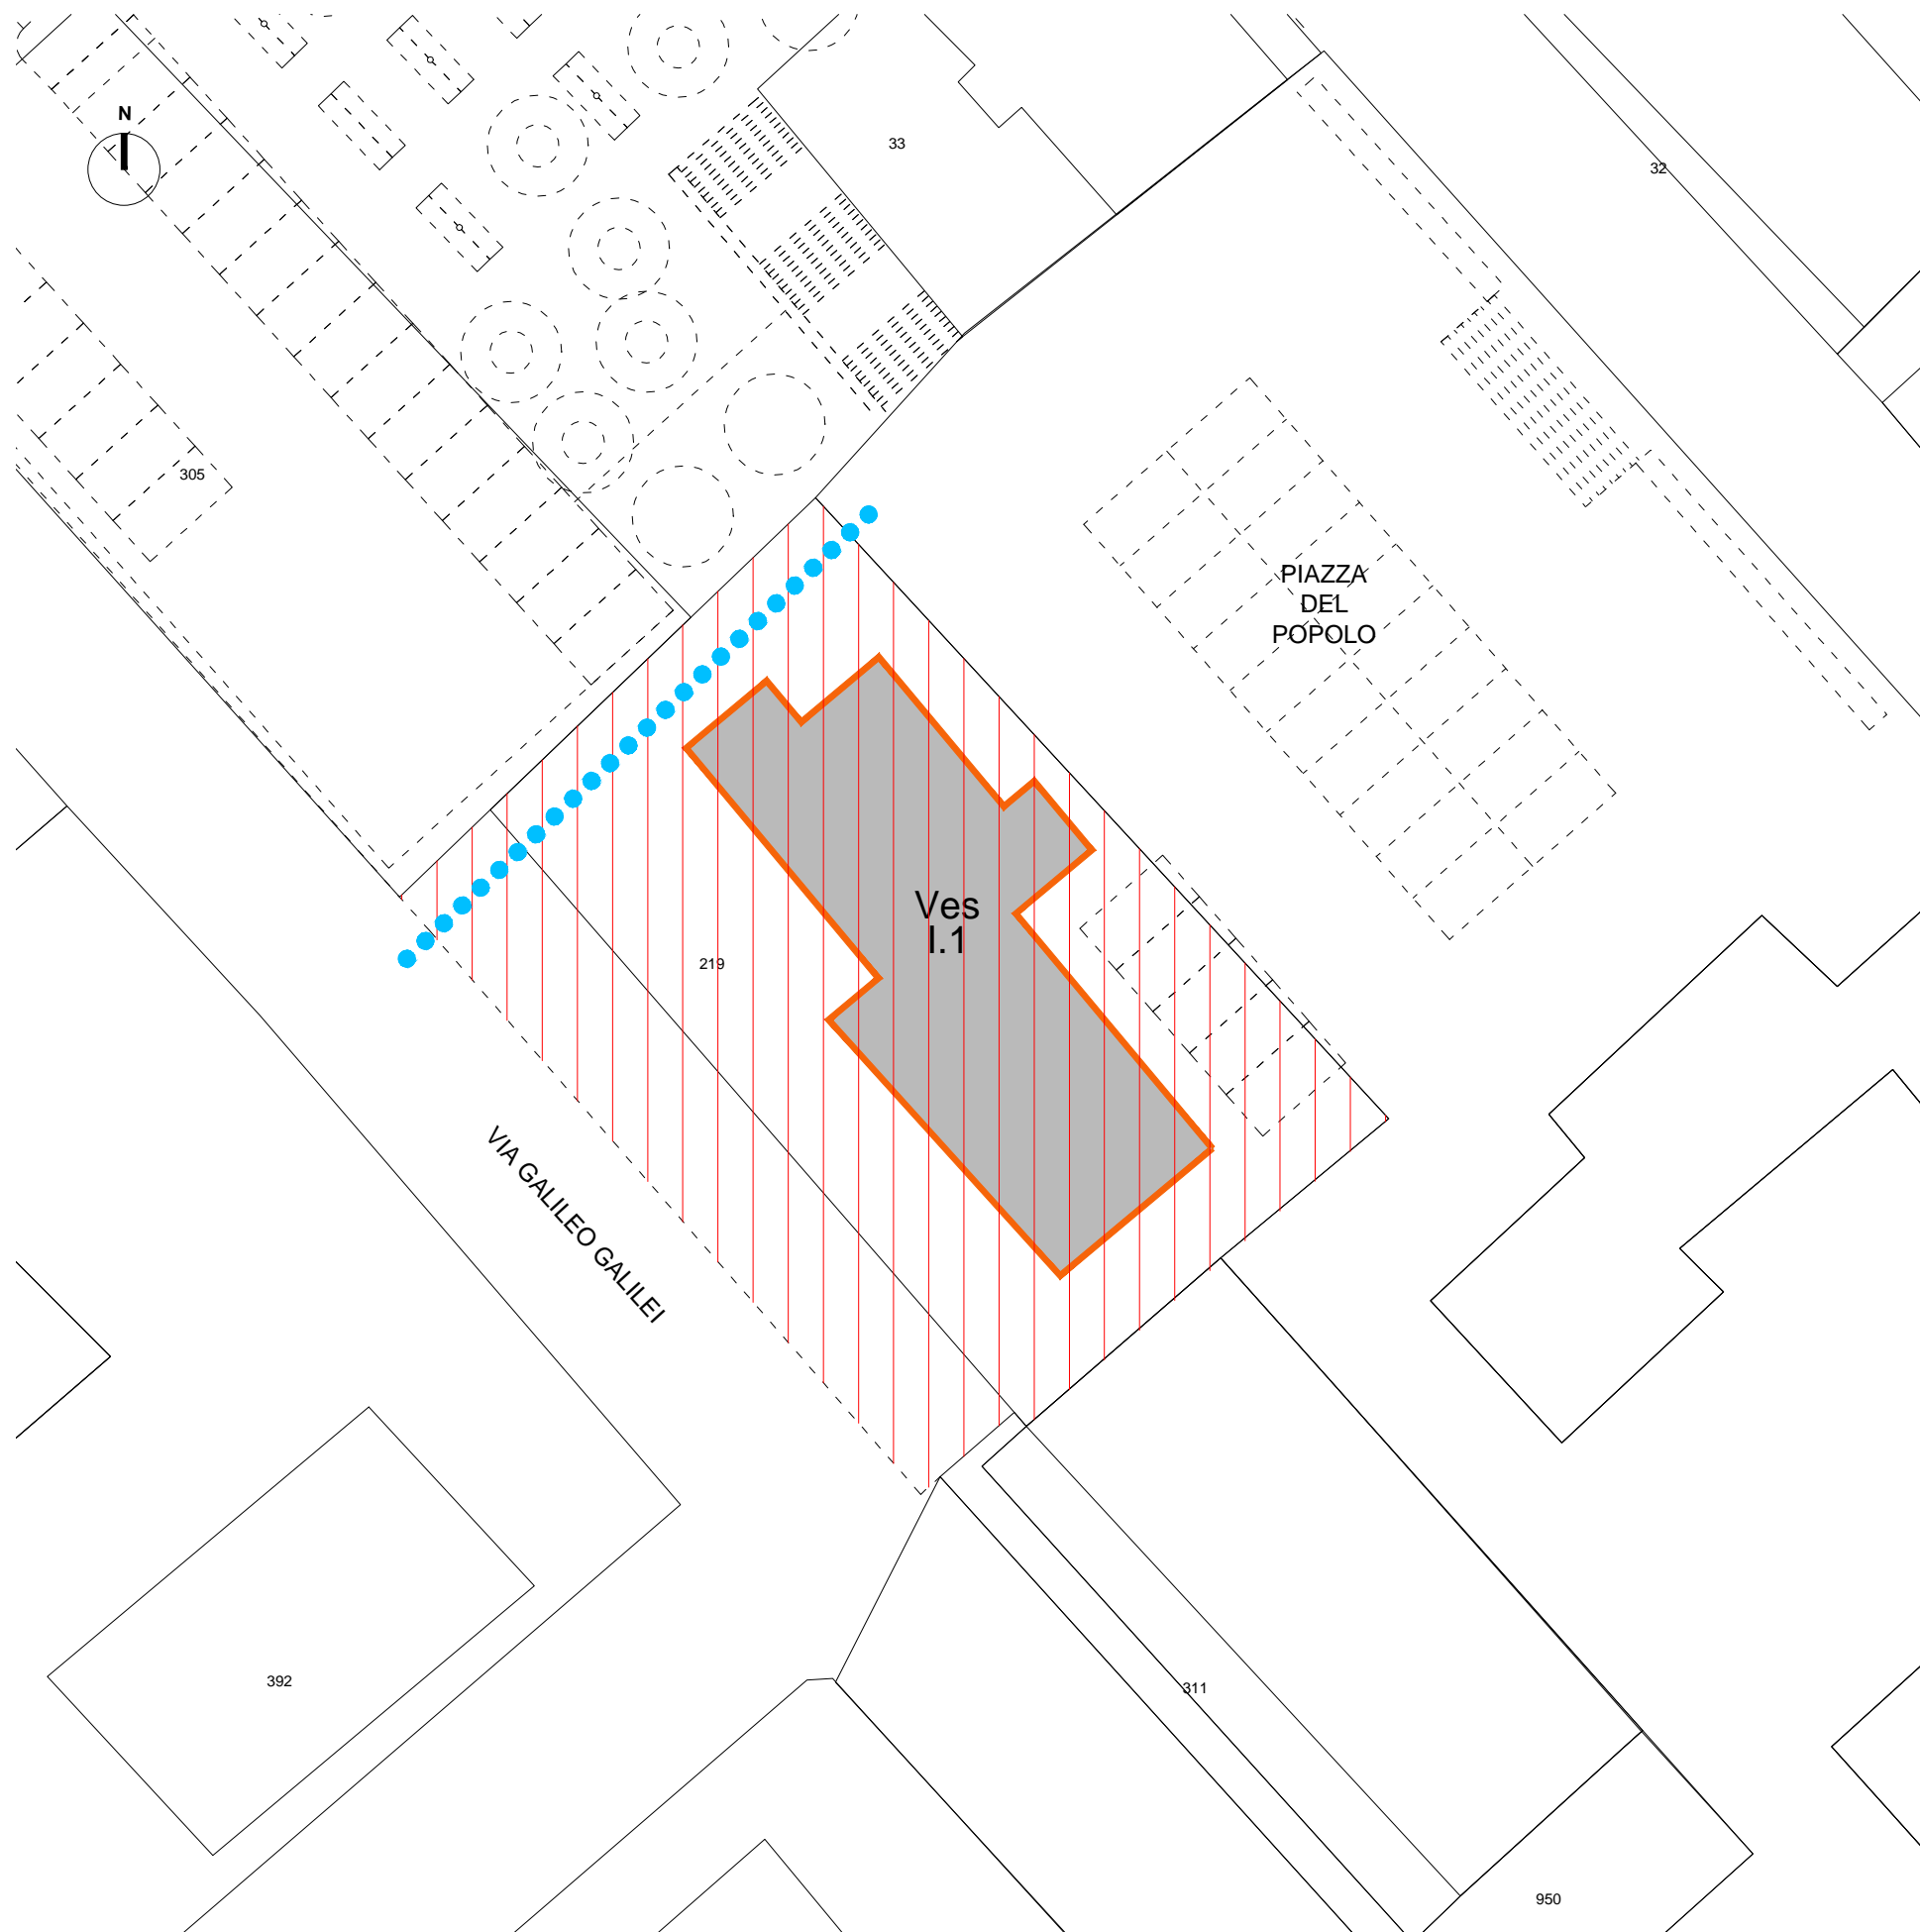 N
33
32
305
PIAZZA
DEL
POPOLO
Ves
I.1
219
VIA GALILEO GALILEI
392
311
950